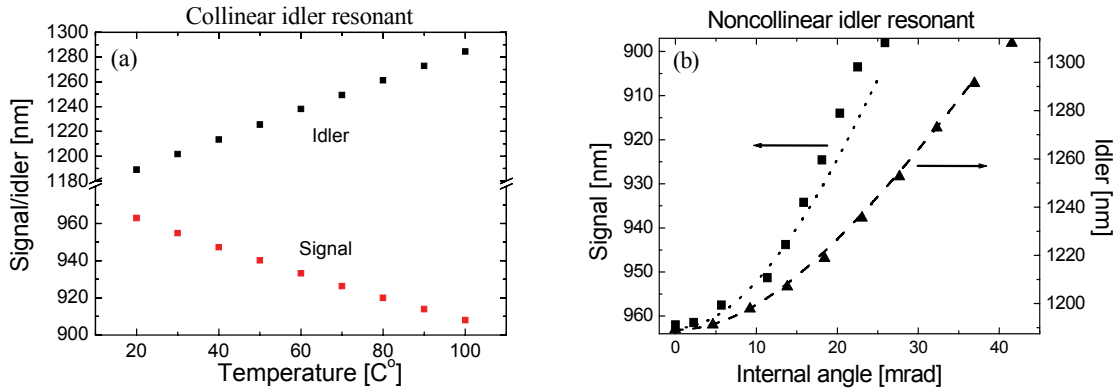 Collinear idler resonant
(a)
Signal/idler [nm]
1300
1280
1260
1240
1220
1200
1180
960
940
920
900
Idler
Signal
20 40 60 80 100
Temperature [C°]
Noncollinear idler resonant
(b)
Signal [nm]
900
910
920
930
940
950
960
1300
1280
1260
1240
1220
1200
Idler [nm]
0 10 20 30 40
Internal angle [mrad]